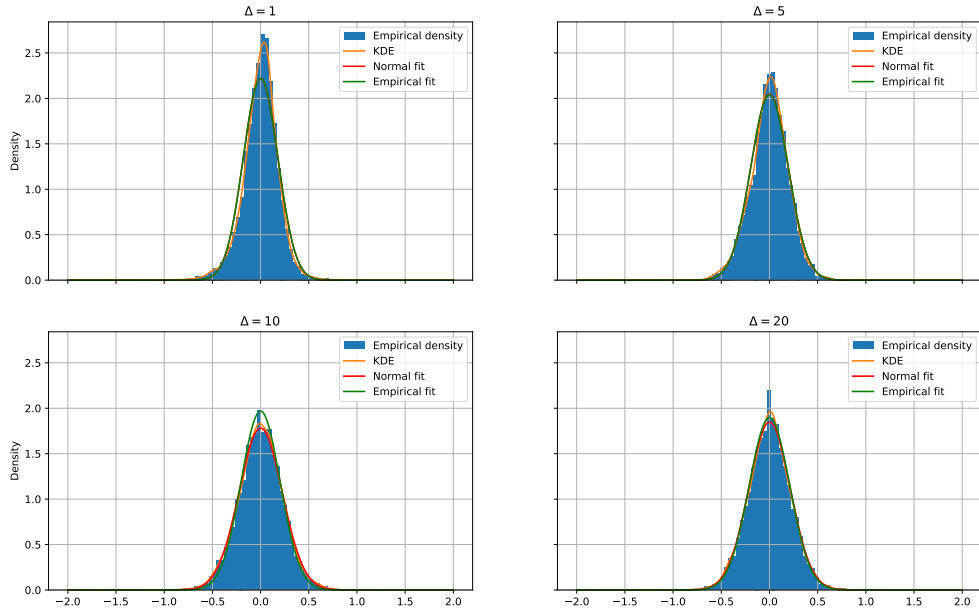 Δ = 1
Density
2.5
2.0
1.5
1.0
0.5
0.0
Empirical density
KDE
Normal fit
Empirical fit
Δ = 5
Empirical density
KDE
Normal fit
Empirical fit
Δ = 10
Density
2.5
2.0
1.5
1.0
0.5
0.0
Empirical density
KDE
Normal fit
Empirical fit
−2.0 −1.5 −1.0 −0.5 0.0 0.5 1.0 1.5 2.0
Δ = 20
Empirical density
KDE
Normal fit
Empirical fit
−2.0 −1.5 −1.0 −0.5 0.0 0.5 1.0 1.5 2.0